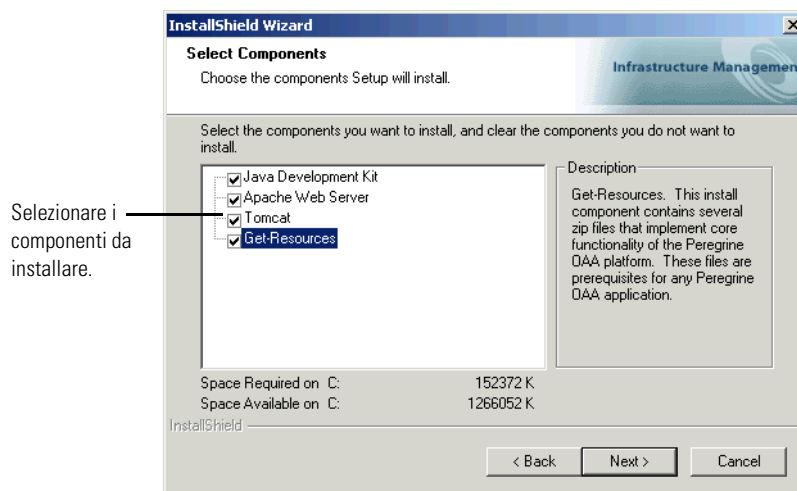 InstallShield Wizard
Select Components
Choose the components Setup will install.
Infrastructure Managemen
Select the components you want to install, and clear the components you do not want to
install.
Java Development Kit
Apache Web Server
Tomcat
Get-Resources
Description
Get-Resources. This install
component contains several
zip files that implement core
functionality of the Peregrine
OAA platform. These files are
prerequisites for any Peregrine
OAA application.
Selezionare i
componenti da
installare.
Space Required on C: 152372 K
Space Available on C: 1266052 K
InstallShield
< Back
Next >
Cancel